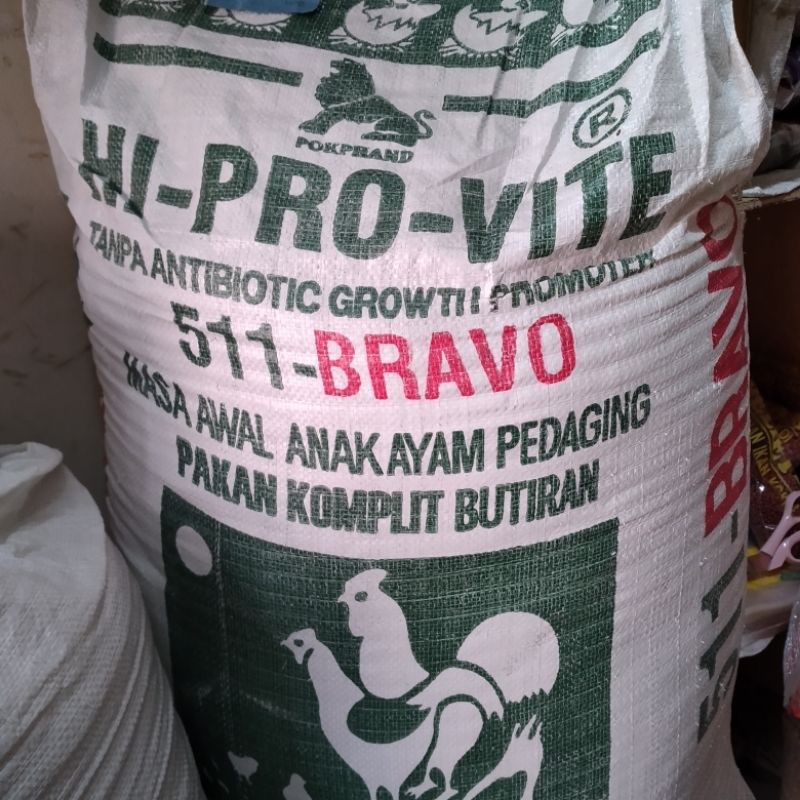 POKPHAND
HI-PRO-VITE®
TANPA ANTIBIOTIC GROWTH PROMOTER
511-BRAVO
MASA AWAL ANAK AYAM PEDAGING
PAKAN KOMPLIT BUTIRAN
511-BRAVO